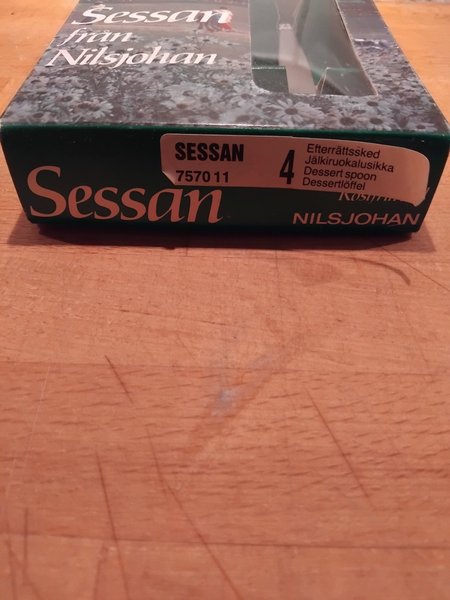 Sessan
från
Nilsjohan
SESSAN
757011
4
Efterrättssked
Jälkiruokalusikka
Dessert spoon
Dessertlöffel
Sessan
NILSJOHAN